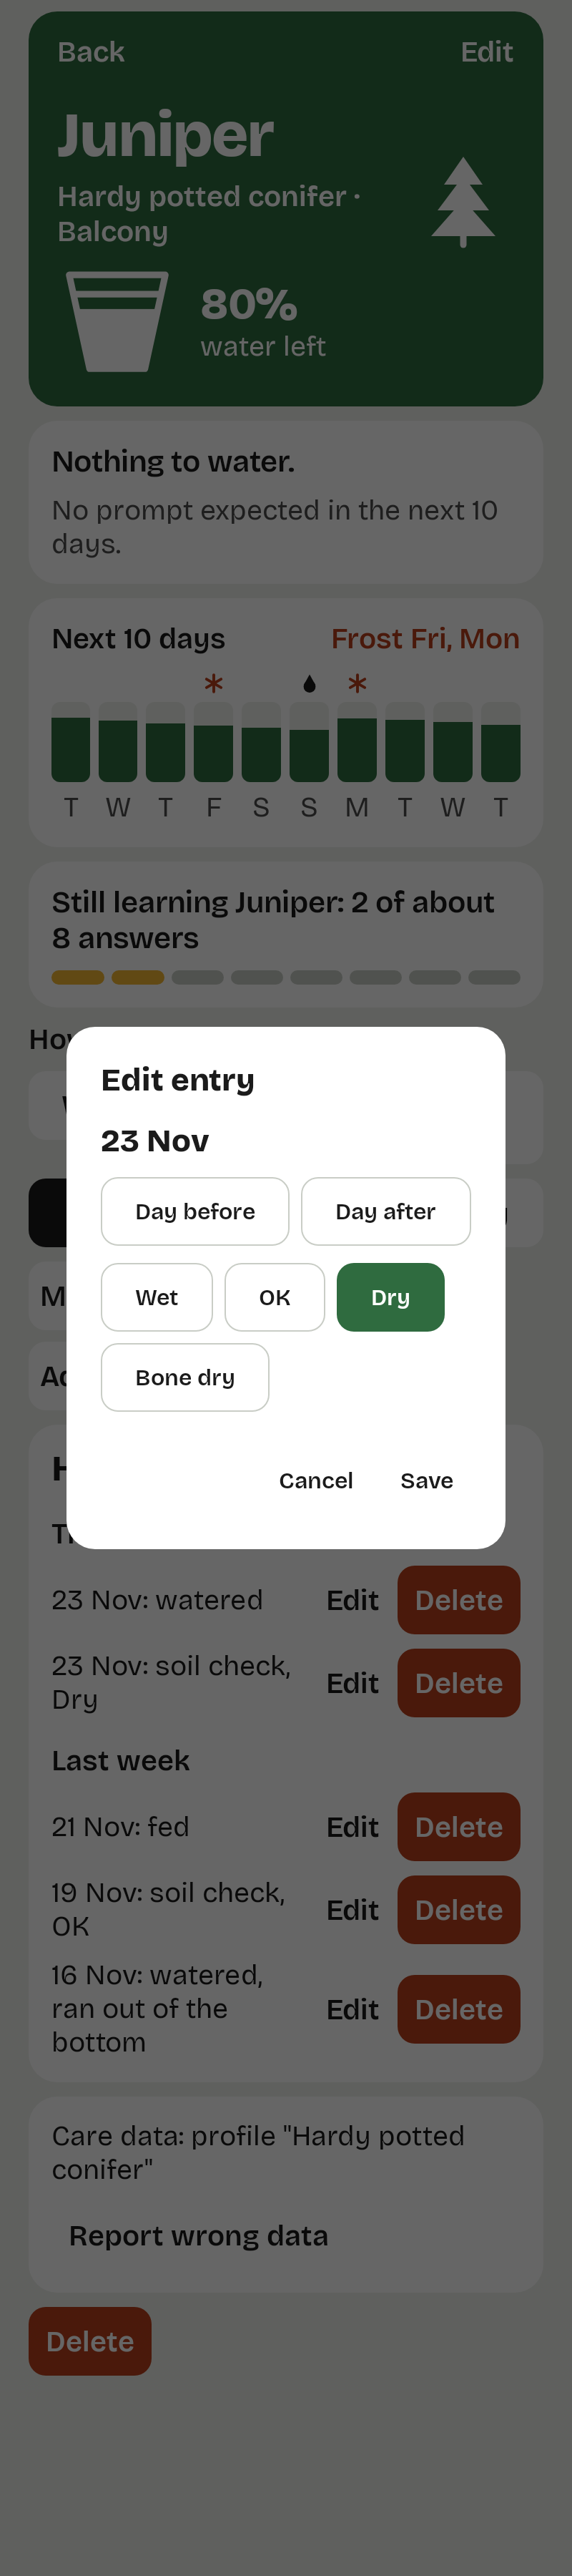 Back
Edit
Juniper
Hardy potted conifer ·
Balcony
80%
water left
Nothing to water.
No prompt expected in the next 10
days.
Next 10 days
Frost Fri, Mon
T W T F S S M T W T
Still learning Juniper: 2 of about
8 answers
Edit entry
23 Nov
Day before
Day after
Wet
OK
Dry
Bone dry
Cancel
Save
23 Nov: watered
Edit
Delete
23 Nov: soil check,
Dry
Edit
Delete
Last week
21 Nov: fed
Edit
Delete
19 Nov: soil check,
OK
Edit
Delete
16 Nov: watered,
ran out of the
bottom
Edit
Delete
Care data: profile "Hardy potted
conifer"
Report wrong data
Delete